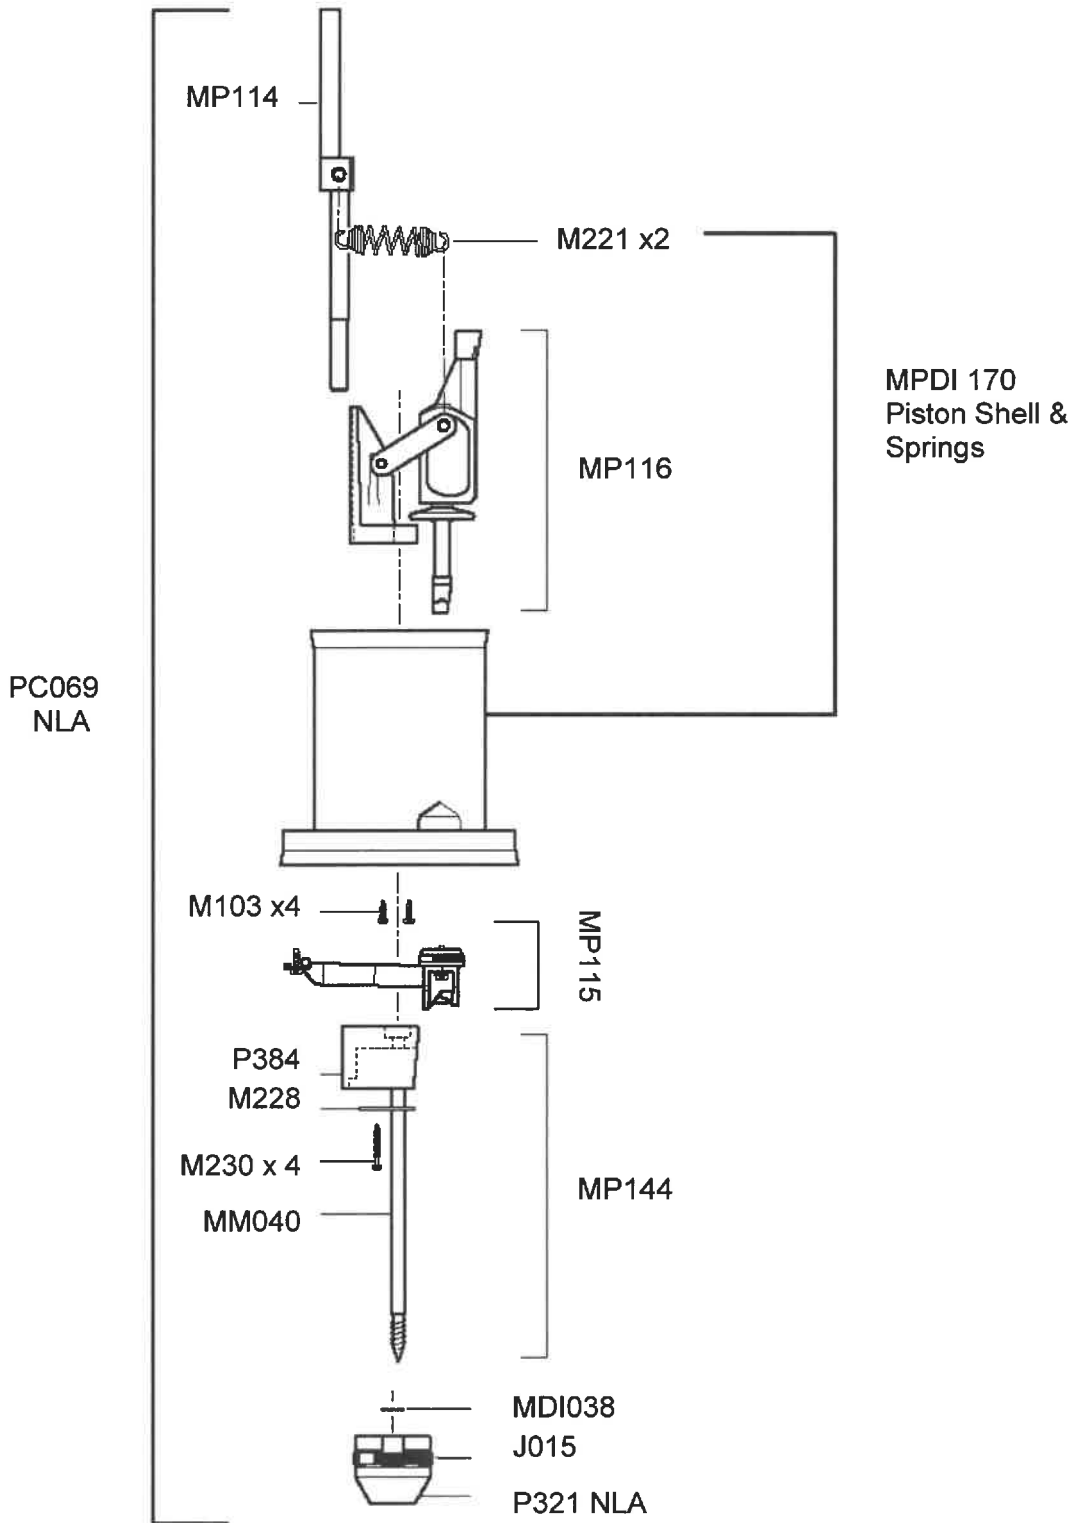 MP114
M221 x2
MPDI 170
Piston Shell &
Springs
MP116
PC069
NLA
M103 x4
MP115
P384
M228
M230 x 4
MM040
MP144
MDI038
J015
P321 NLA